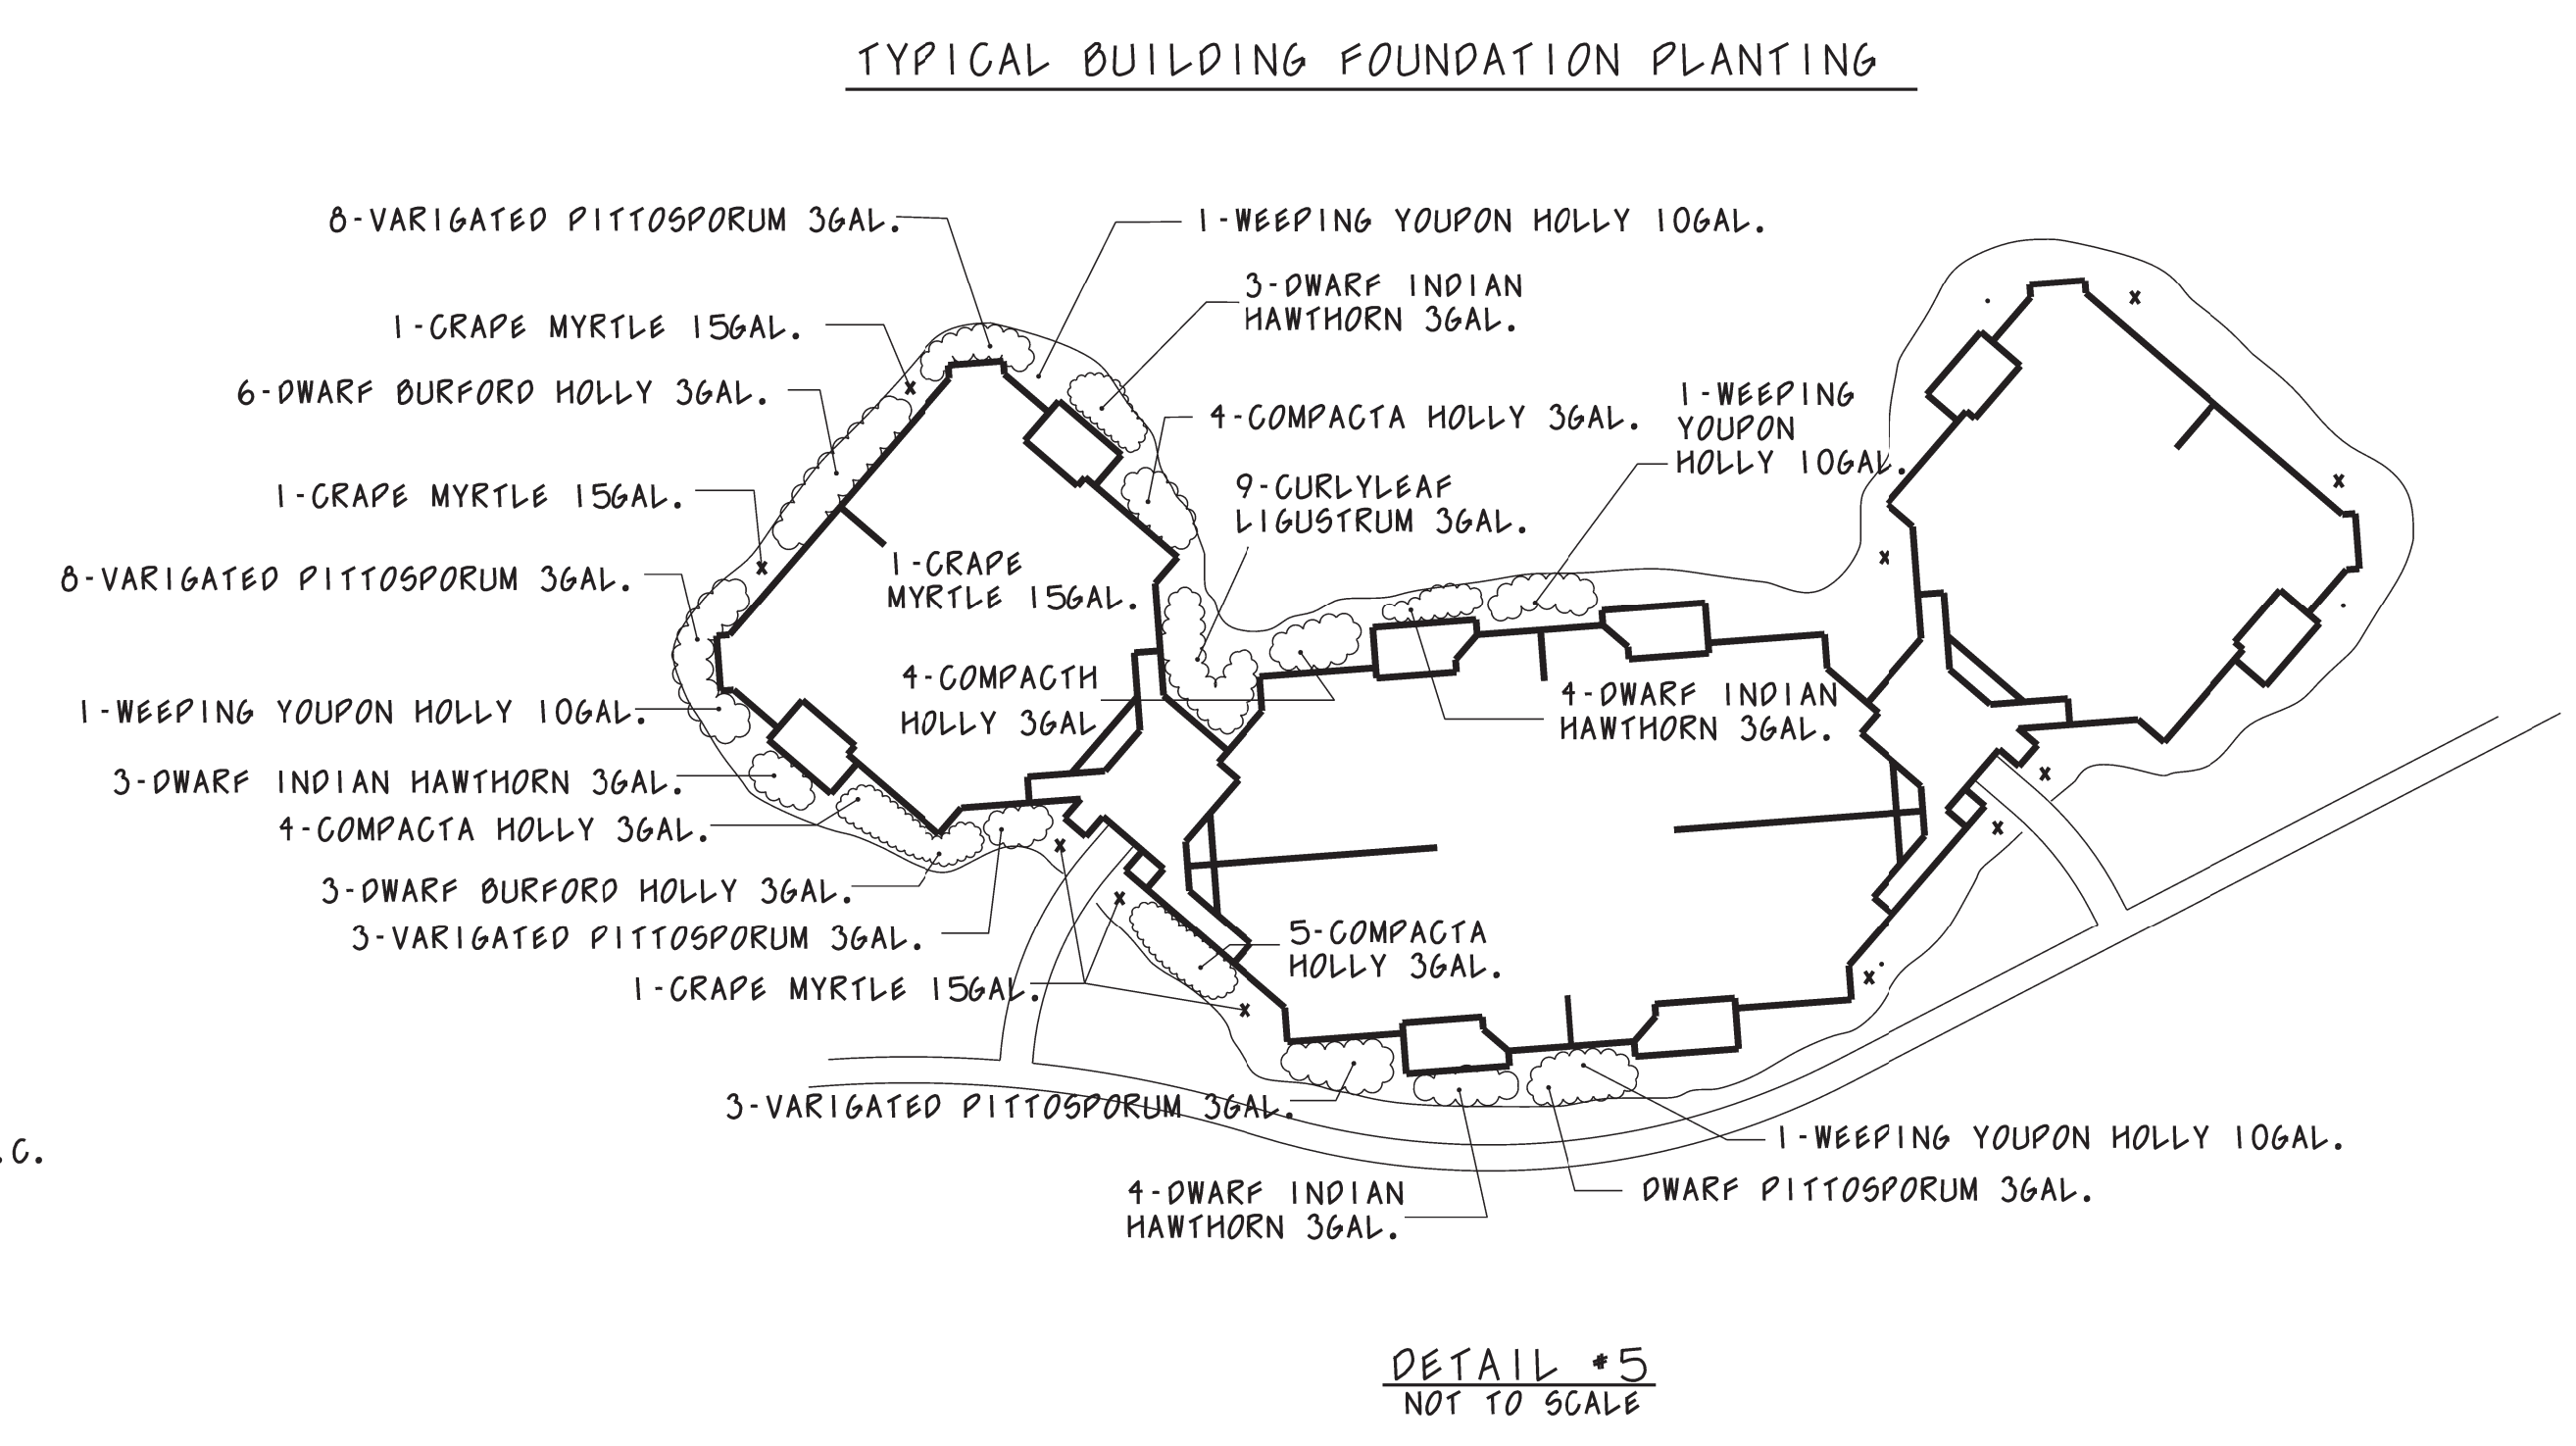 TYPICAL BUILDING FOUNDATION PLANTING
8-VARIGATED PITTOSPORUM 3GAL.
1-WEEPING YOUPON HOLLY 10GAL.
3-DWARF INDIAN
HAWTHORN 3GAL.
1-CRAPE MYRTLE 15GAL.
6-DWARF BURFORD HOLLY 3GAL.
4-COMPACTA HOLLY 3GAL.
1-WEEPING
YOUPON
HOLLY 10GAL.
1-CRAPE MYRTLE 15GAL.
9-CURLYLEAF
LIGUSTRUM 3GAL.
8-VARIGATED PITTOSPORUM 3GAL.
1-CRAPE
MYRTLE 15GAL.
1-WEEPING YOUPON HOLLY 10GAL.
4-COMPACTH
HOLLY 3GAL
4-DWARF INDIAN
HAWTHORN 3GAL.
3-DWARF INDIAN HAWTHORN 3GAL.
4-COMPACTA HOLLY 3GAL.
3-DWARF BURFORD HOLLY 3GAL.
3-VARIGATED PITTOSPORUM 3GAL.
5-COMPACTA
HOLLY 3GAL.
1-CRAPE MYRTLE 15GAL.
3-VARIGATED PITTOSPORUM 3GAL.
.C.
1-WEEPING YOUPON HOLLY 10GAL.
DWARF PITTOSPORUM 3GAL.
4-DWARF INDIAN
HAWTHORN 3GAL.
DETAIL #5
NOT TO SCALE